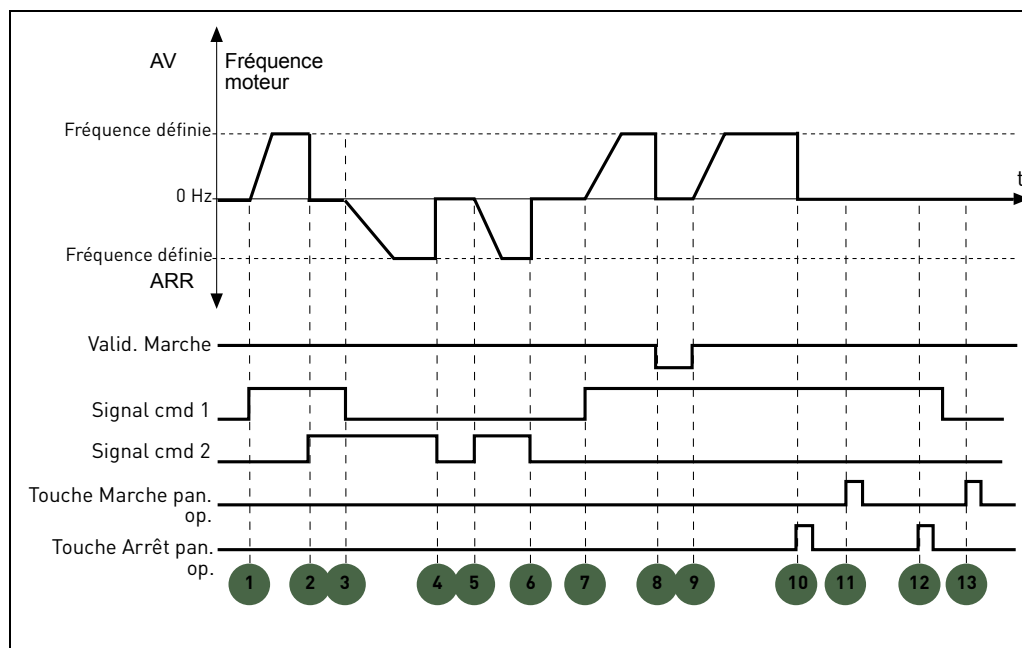 AV
Fréquence
moteur
Fréquence définie
t
0 Hz
Fréquence définie
ARR
Valid. Marche
Signal cmd 1
Signal cmd 2
Touche Marche pan.
op.
Touche Arrêt pan.
op.
1 2 3 4 5 6 7 8 9 10 11 12 13